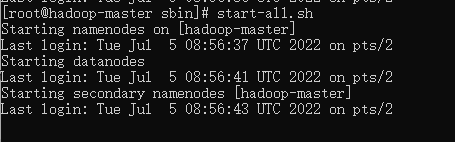 [root@hadoop-master sbin]# start-all.sh
Starting namenodes on [hadoop-master]
Last login: Tue Jul  5 08:56:37 UTC 2022 on pts/2
Starting datanodes
Last login: Tue Jul  5 08:56:41 UTC 2022 on pts/2
Starting secondary namenodes [hadoop-master]
Last login: Tue Jul  5 08:56:43 UTC 2022 on pts/2